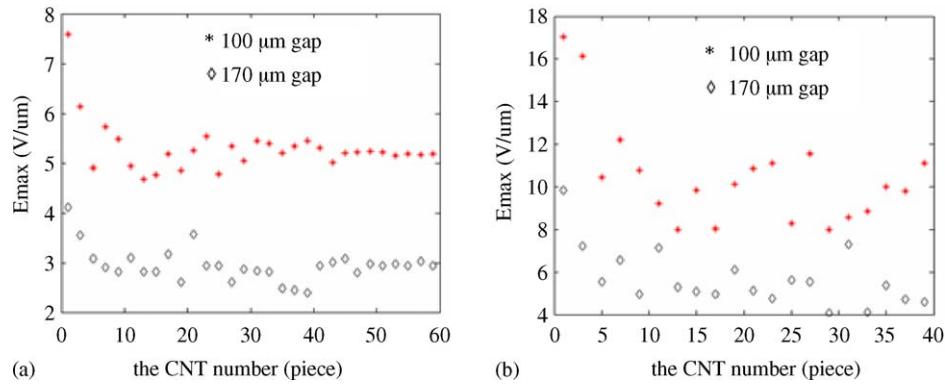 8
7
6
5
4
3
2
Emax (V/um)
* 100 μm gap
◇ 170 μm gap
0 10 20 30 40 50 60
(a) the CNT number (piece)
18
16
14
12
10
8
6
4
Emax (V/um)
* 100 μm gap
◇ 170 μm gap
0 5 10 15 20 25 30 35 40
(b) the CNT number (piece)